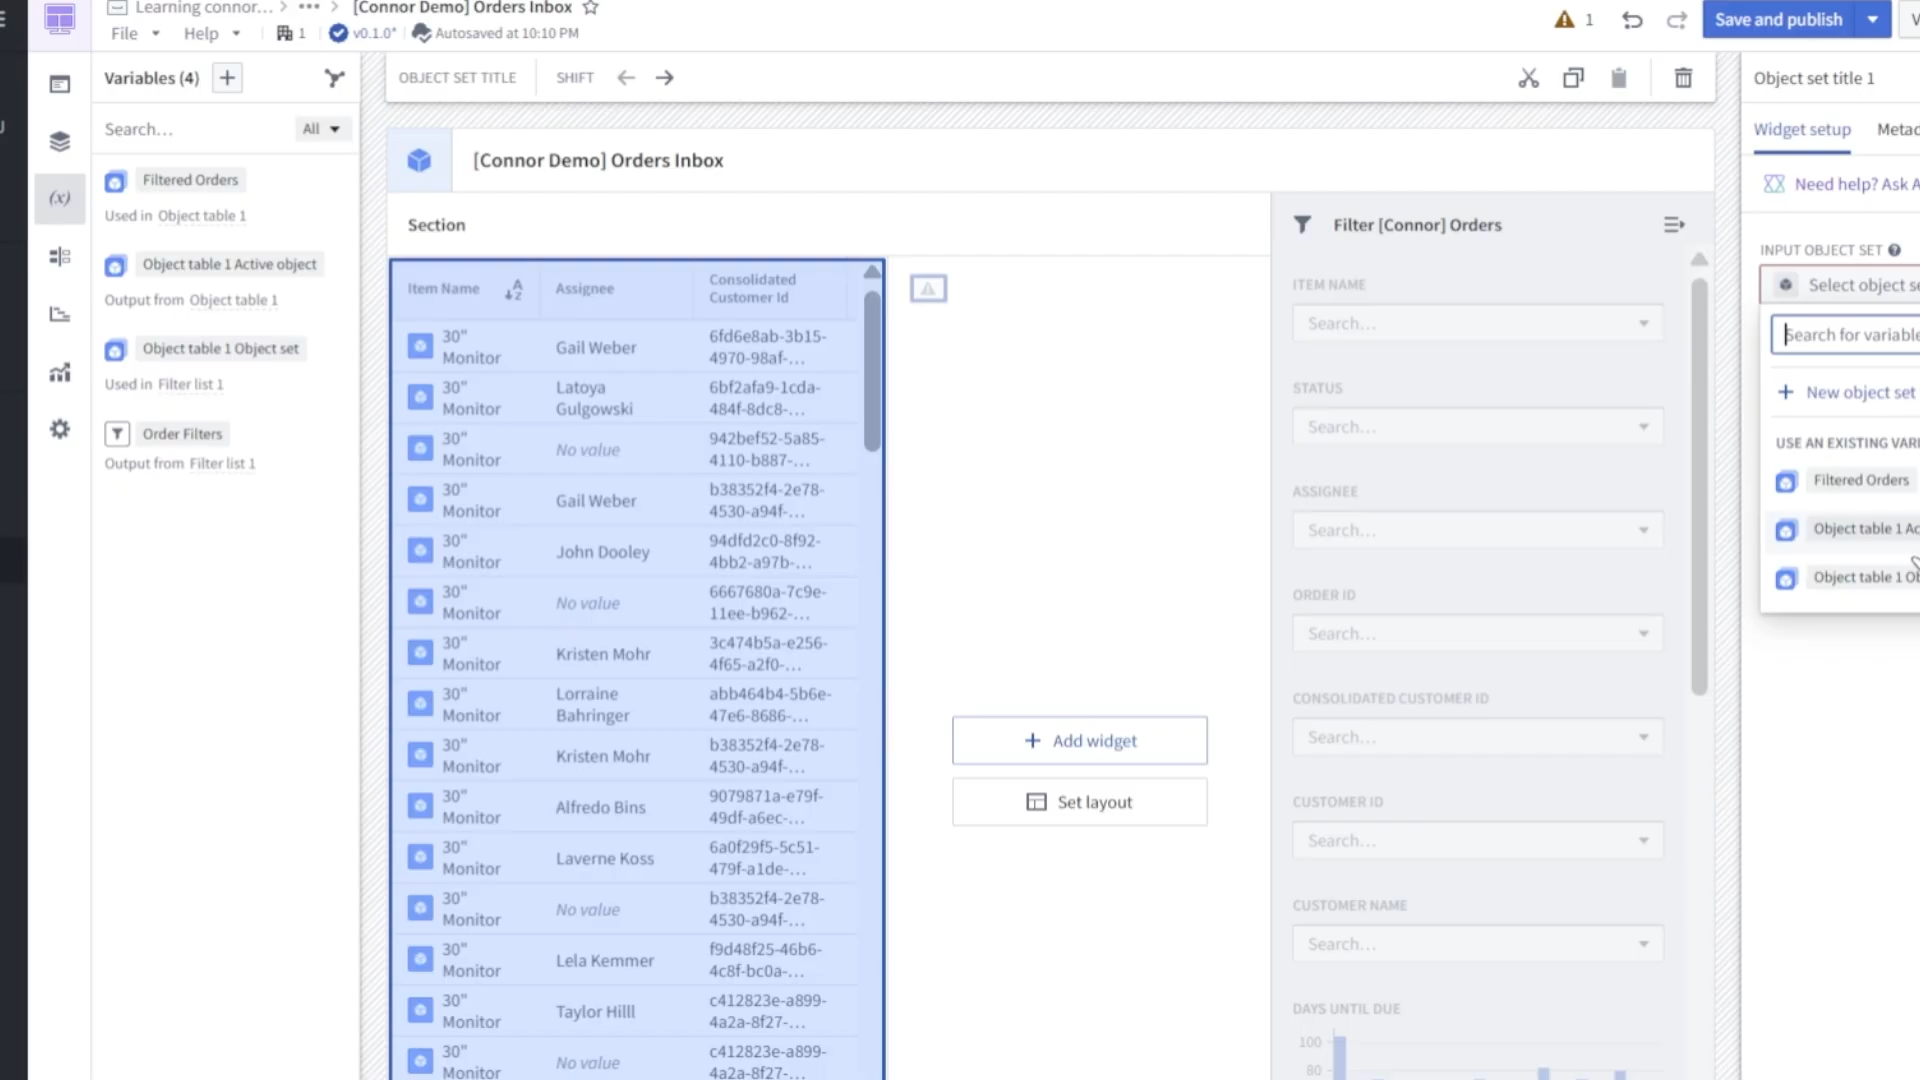 Learning connor... > ••• > [Connor Demo] Orders Inbox
File Help 1 v0.1.0* Autosaved at 10:10 PM
1
Save and publish
Variables (4)
Search...
All
Filtered Orders
Used in Object table 1
Object table 1 Active object
Output from Object table 1
Object table 1 Object set
Used in Filter list 1
Order Filters
Output from Filter list 1
OBJECT SET TITLE
SHIFT
[Connor Demo] Orders Inbox
Section
Item Name
Assignee
Consolidated
Customer Id
30"
Monitor
Gail Weber
6fd6e8ab-3b15-
4970-98af-...
30"
Monitor
Latoya
Gulgowski
6bf2afa9-1cda-
484f-8dc8-...
30"
Monitor
No value
942bef52-5a85-
4110-b887-...
30"
Monitor
Gail Weber
b38352f4-2e78-
4530-a94f-...
30"
Monitor
John Dooley
94dfd2c0-8f92-
4bb2-a97b-...
30"
Monitor
No value
6667680a-7c9e-
11ee-b962-...
30"
Monitor
Kristen Mohr
3c474b5a-e256-
4f65-a2f0-...
30"
Monitor
Lorraine
Bahringer
abb464b4-5b6e-
47e6-8686-...
30"
Monitor
Kristen Mohr
b38352f4-2e78-
4530-a94f-...
30"
Monitor
Alfredo Bins
9079871a-e79f-
49df-a6ec-...
30"
Monitor
Laverne Koss
6a0f29f5-5c51-
479f-a1de-...
30"
Monitor
No value
b38352f4-2e78-
4530-a94f-...
30"
Monitor
Lela Kemmer
f9d48f25-46b6-
4c8f-bc0a-...
30"
Monitor
Taylor Hilll
c412823e-a899-
4a2a-8f27-...
30"
Monitor
No value
c412823e-a899-
4a2a-8f27-...
Add widget
Set layout
Filter [Connor] Orders
ITEM NAME
Search...
STATUS
Search...
ASSIGNEE
Search...
ORDER ID
Search...
CONSOLIDATED CUSTOMER ID
Search...
CUSTOMER ID
Search...
CUSTOMER NAME
Search...
DAYS UNTIL DUE
100
80
Object set title 1
Widget setup
Need help? Ask A
INPUT OBJECT SET
Select object se
Search for variable
New object set
USE AN EXISTING VARI
Filtered Orders
Object table 1 Ac
Object table 1 Ob